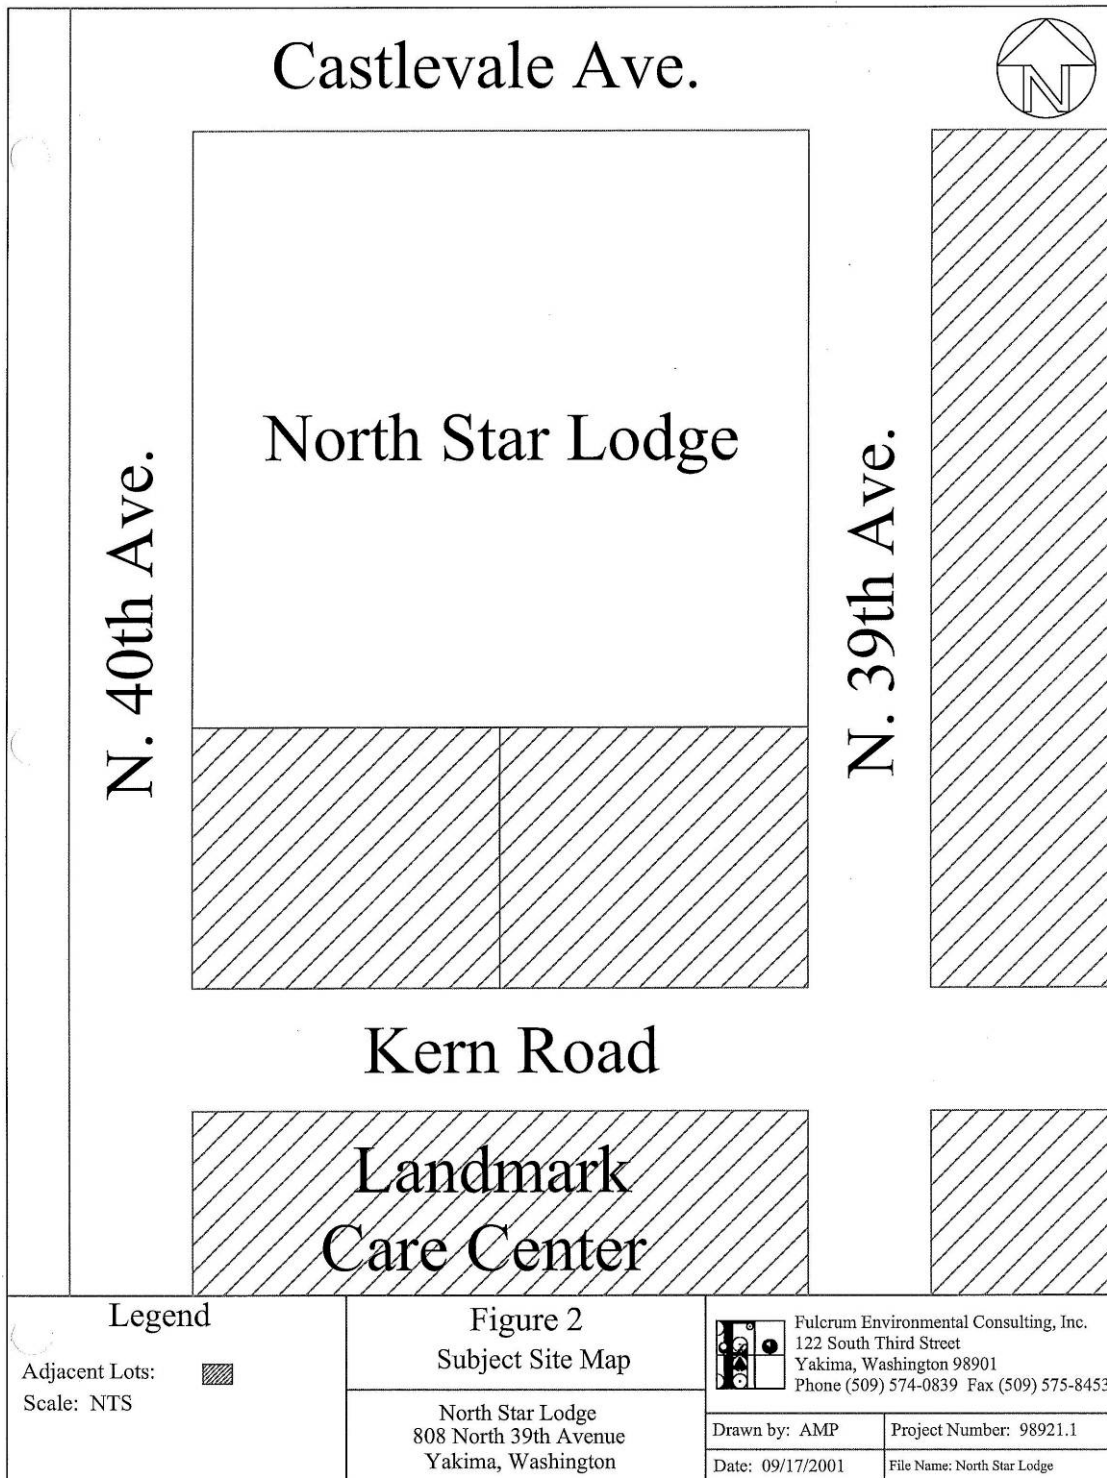 Castlevale Ave.
N
North Star Lodge
N. 40th Ave.
N. 39th Ave.
Kern Road
Landmark
Care Center
Legend
Adjacent Lots:
Scale: NTS
Figure 2
Subject Site Map
North Star Lodge
808 North 39th Avenue
Yakima, Washington
Fulcrum Environmental Consulting, Inc.
122 South Third Street
Yakima, Washington 98901
Phone (509) 574-0839 Fax (509) 575-8453
Drawn by: AMP
Project Number: 98921.1
Date: 09/17/2001
File Name: North Star Lodge